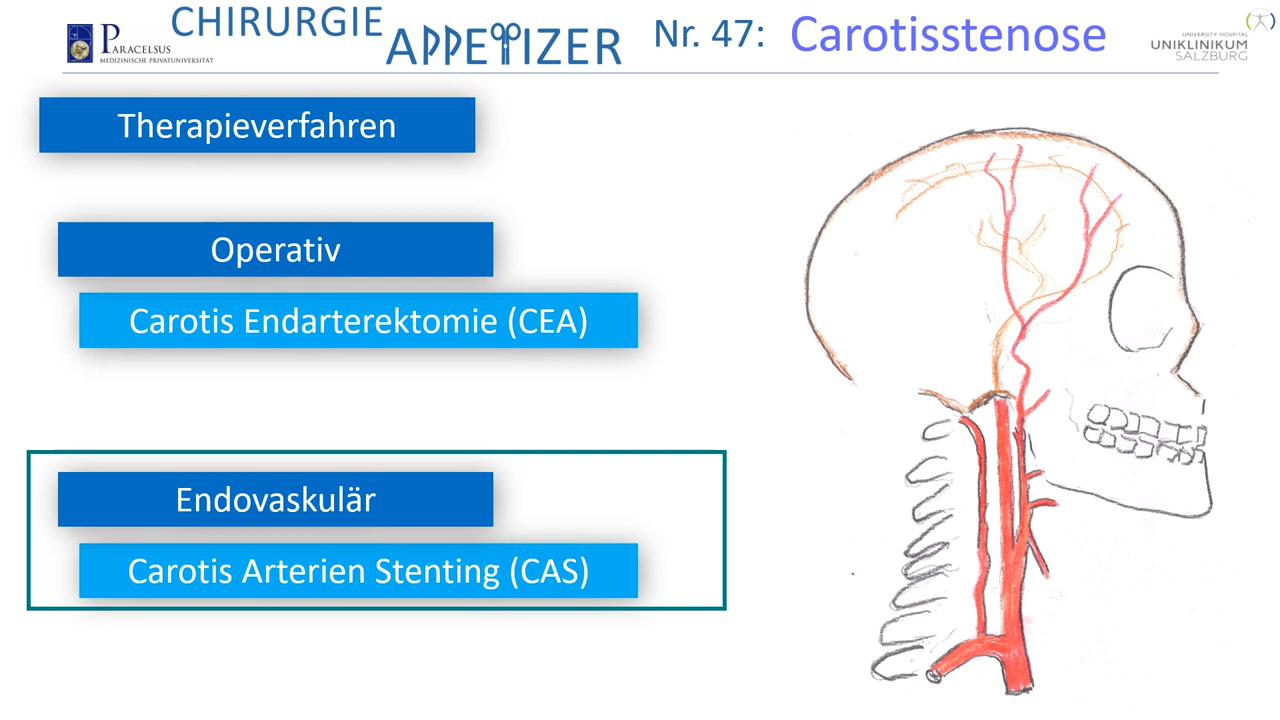 PARACELSUS
MEDIZINISCHE PRIVATUNIVERSITÄT
CHIRURGIE
APPETIZER
Nr. 47: Carotisstenose
UNIVERSITY HOSPITAL
UNIKLINIKUM
SALZBURG
Therapieverfahren
Operativ
Carotis Endarterektomie (CEA)
Endovaskulär
Carotis Arterien Stenting (CAS)